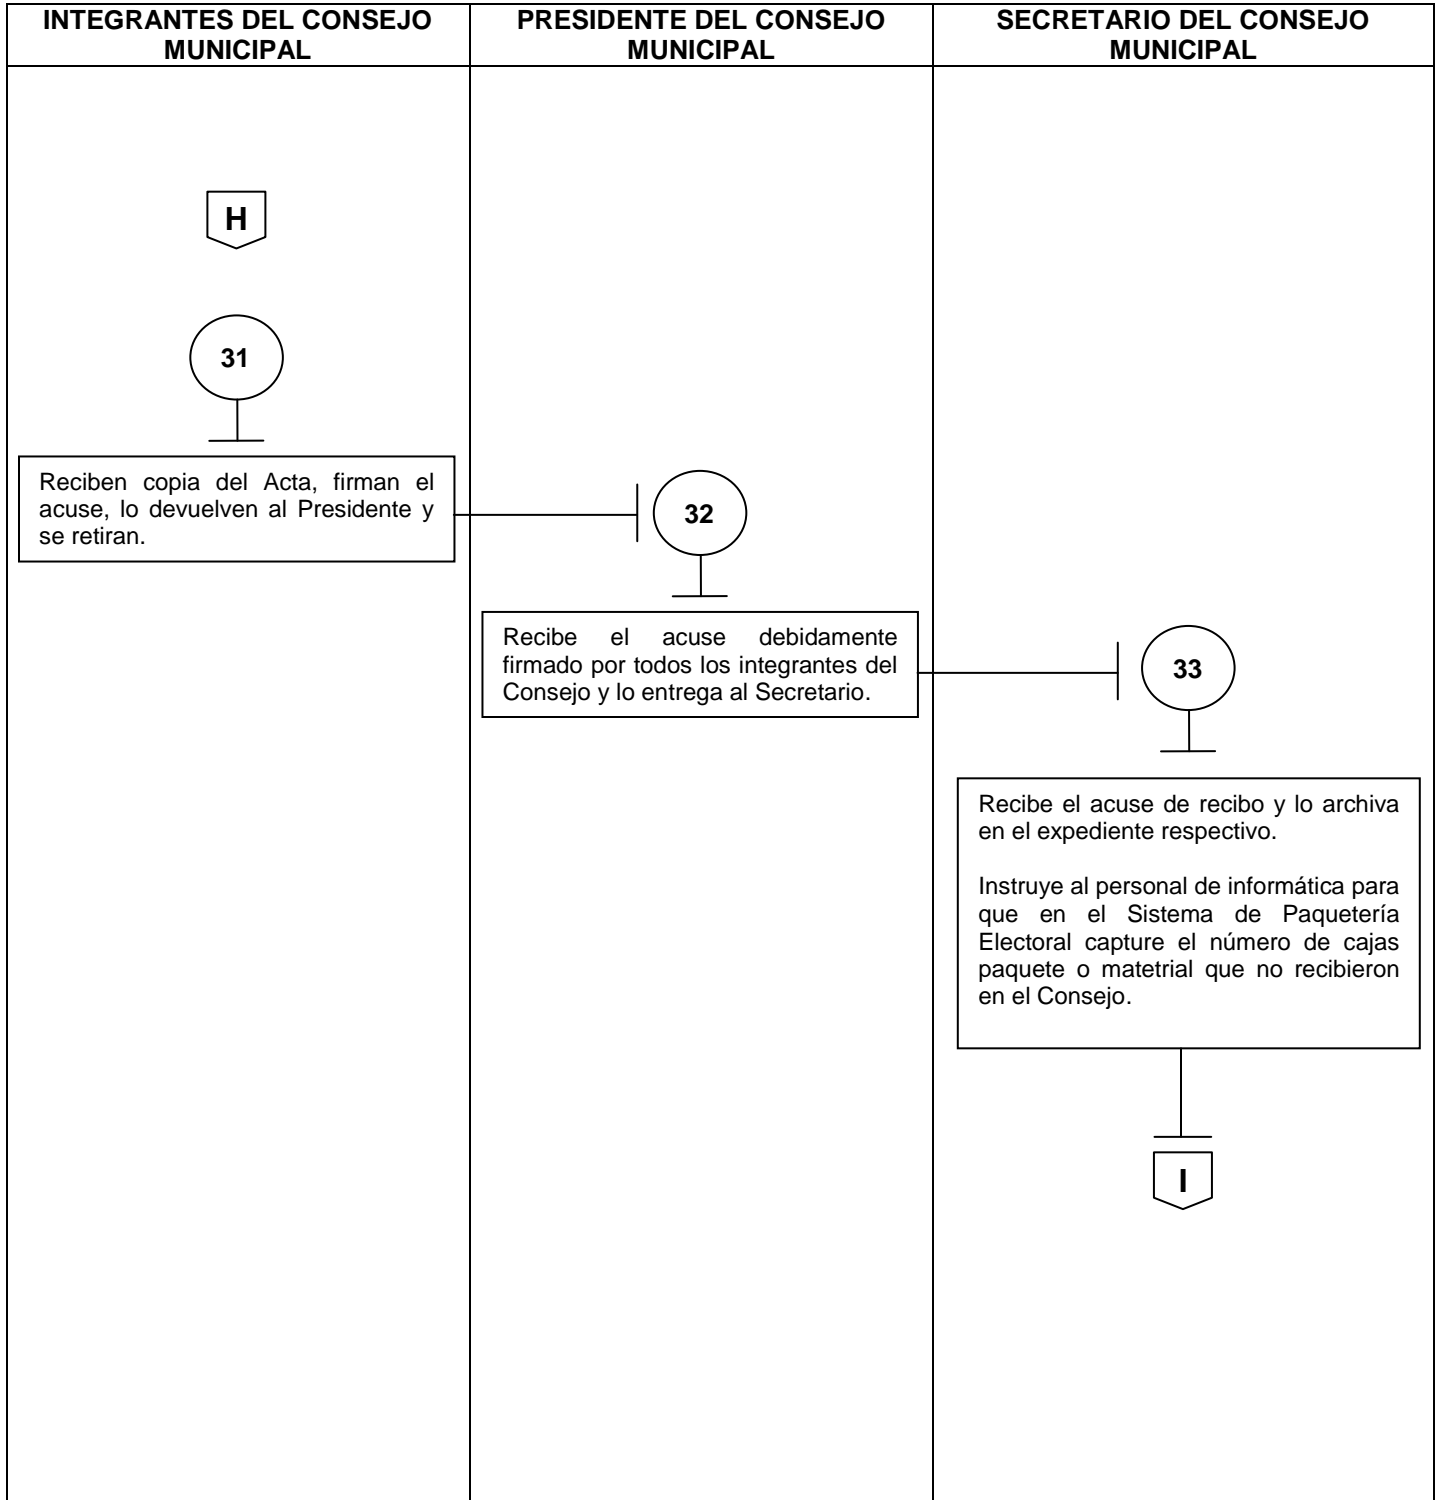 INTEGRANTES DEL CONSEJO
MUNICIPAL
PRESIDENTE DEL CONSEJO
MUNICIPAL
SECRETARIO DEL CONSEJO
MUNICIPAL
H
31
Reciben copia del Acta, firman el
acuse, lo devuelven al Presidente y
se retiran.
32
Recibe el acuse debidamente
firmado por todos los integrantes del
Consejo y lo entrega al Secretario.
33
Recibe el acuse de recibo y lo archiva
en el expediente respectivo.
Instruye al personal de informática para
que en el Sistema de Paquetería
Electoral capture el número de cajas
paquete o matetrial que no recibieron
en el Consejo.
I